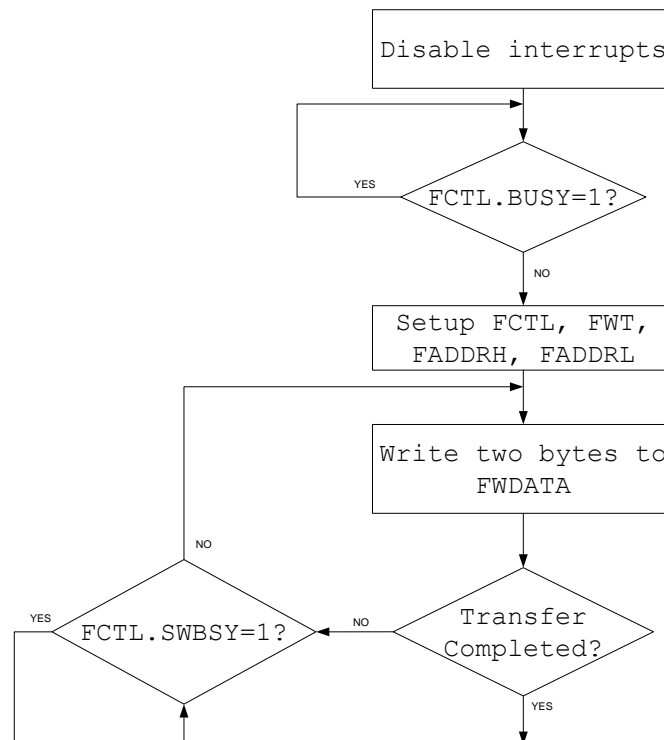 Disable interrupts
YES
FCTL.BUSY=1?
NO
Setup FCTL, FWT,
FADDRH, FADDRL
Write two bytes to
FWDATA
NO
YES
FCTL.SWBSY=1?
NO
Transfer
Completed?
YES